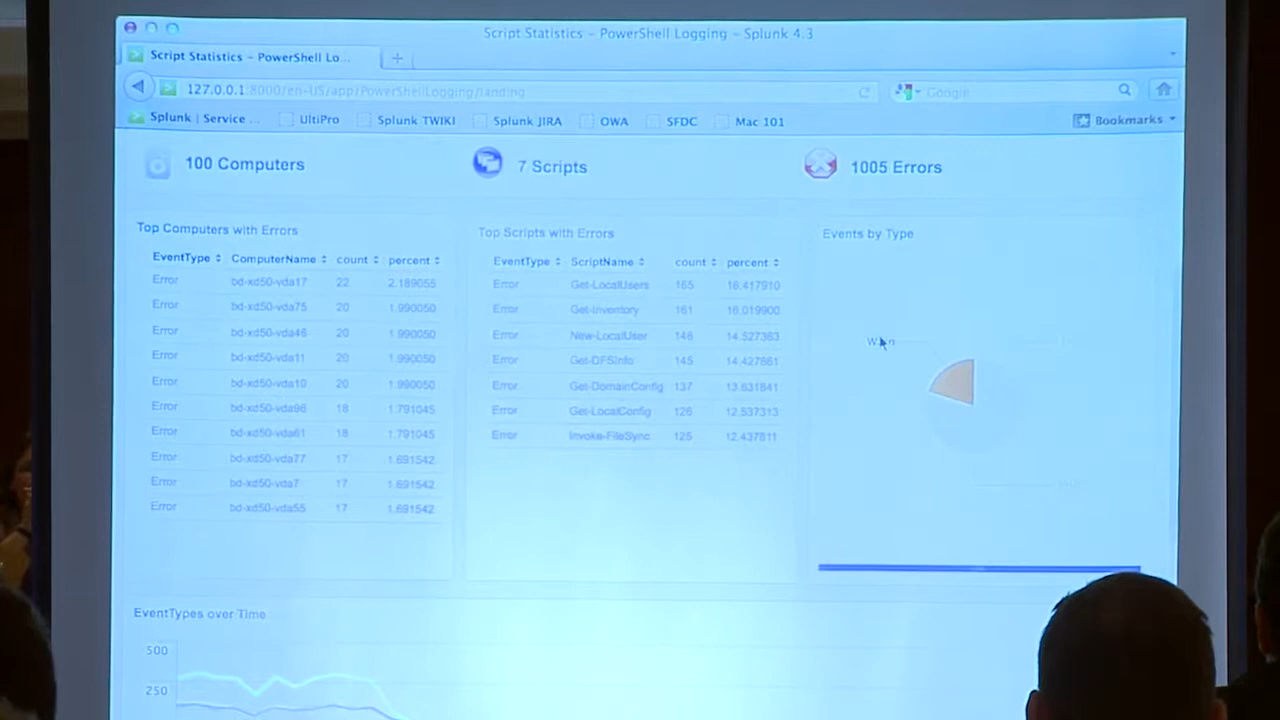 Script Statistics – PowerShell Logging – Splunk 4.3
Script Statistics – PowerShell Lo...
127.0.0.1:8000/en-US/app/PowerShellLogging/landing
Google
Splunk | Service ... UltiPro Splunk TWIKI Splunk JIRA OWA SFDC Mac 101 Bookmarks
100 Computers 7 Scripts 1005 Errors
Top Computers with Errors
EventType ComputerName count percent
Error bd-xd50-vda17 22 2.189055
Error bd-xd50-vda75 20 1.990050
Error bd-xd50-vda46 20 1.990050
Error bd-xd50-vda11 20 1.990050
Error bd-xd50-vda10 20 1.990050
Error bd-xd50-vda96 18 1.791045
Error bd-xd50-vda61 18 1.791045
Error bd-xd50-vda77 17 1.691542
Error bd-xd50-vda7 17 1.691542
Error bd-xd50-vda55 17 1.691542
Top Scripts with Errors
EventType ScriptName count percent
Error Get-LocalUsers 165 16.417910
Error Get-Inventory 161 16.019900
Error New-LocalUser 146 14.527363
Error Get-DFSInfo 145 14.427861
Error Get-DomainConfig 137 13.631841
Error Get-LocalConfig 126 12.537313
Error Invoke-FileSync 125 12.437811
Events by Type
EventTypes over Time
500
250